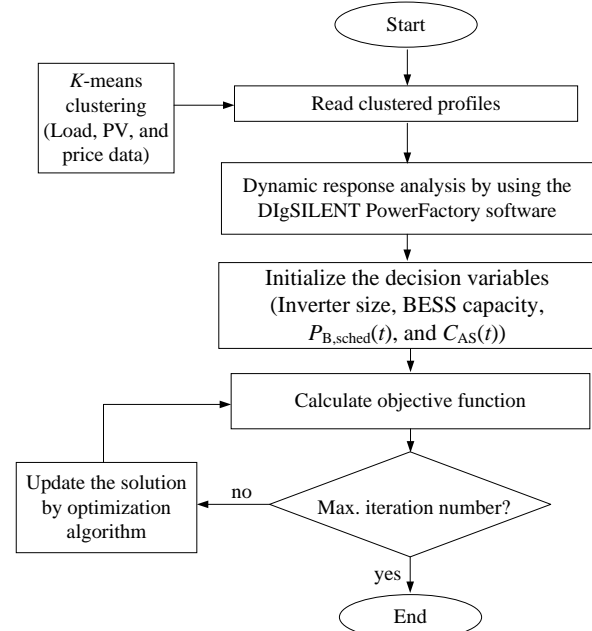 Start
K-means
clustering
(Load, PV, and
price data)
Read clustered profiles
Dynamic response analysis by using the
DIgSILENT PowerFactory software
Initialize the decision variables
(Inverter size, BESS capacity,
P_B,sched(t), and C_AS(t))
Calculate objective function
Update the solution
by optimization
algorithm
no
Max. iteration number?
yes
End